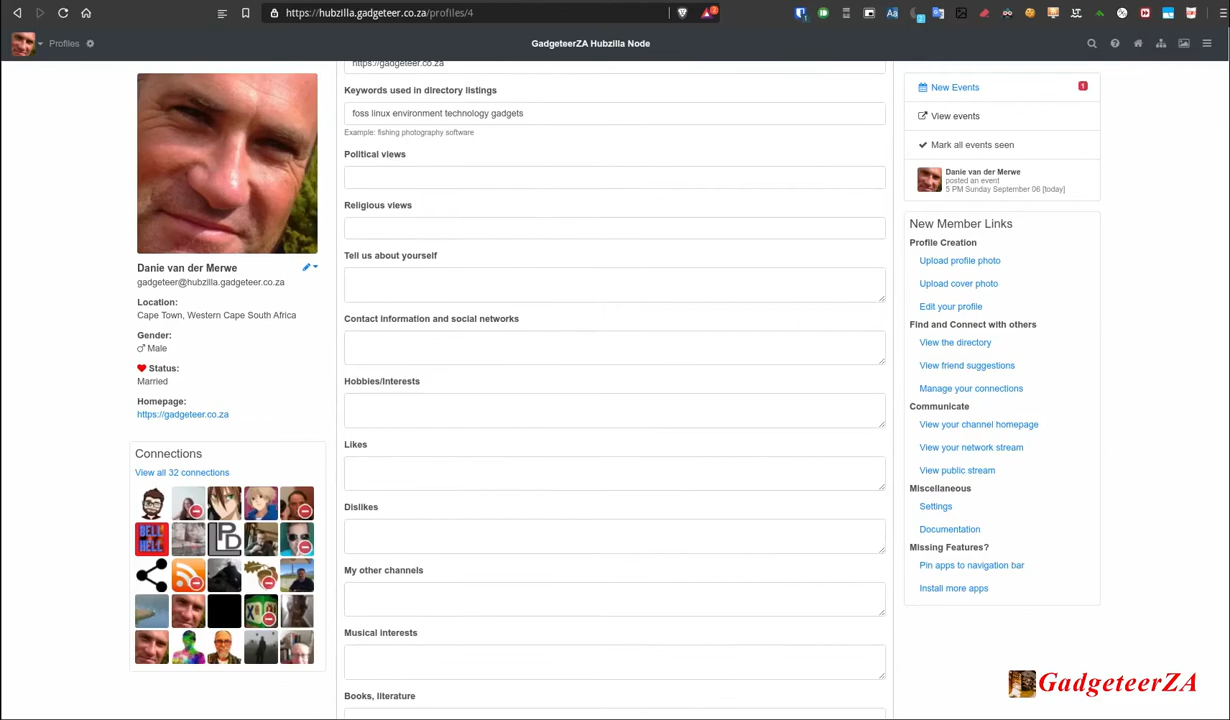 https://hubzilla.gadgeteer.co.za/profiles/4
Profiles
GadgeteerZA Hubzilla Node
Danie van der Merwe
gadgeteer@hubzilla.gadgeteer.co.za
Location:
Cape Town, Western Cape South Africa
Gender:
Male
Status:
Married
Homepage:
https://gadgeteer.co.za
Connections
View all 32 connections
BELL
HELL
LPD
https://gadgeteer.co.za
Keywords used in directory listings
foss linux environment technology gadgets
Example: fishing photography software
Political views
Religious views
Tell us about yourself
Contact information and social networks
Hobbies/Interests
Likes
Dislikes
My other channels
Musical interests
Books, literature
New Events
1
View events
Mark all events seen
Danie van der Merwe
posted an event
5 PM Sunday September 06 [today]
New Member Links
Profile Creation
Upload profile photo
Upload cover photo
Edit your profile
Find and Connect with others
View the directory
View friend suggestions
Manage your connections
Communicate
View your channel homepage
View your network stream
View public stream
Miscellaneous
Settings
Documentation
Missing Features?
Pin apps to navigation bar
Install more apps
GadgeteerZA